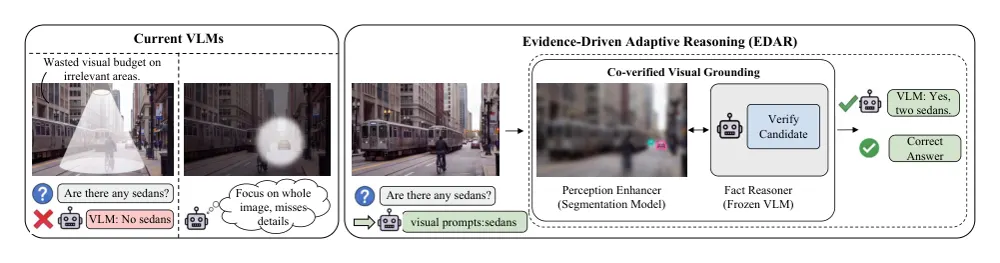 Current VLMs
Wasted visual budget on
irrelevant areas.
Are there any sedans?
VLM: No sedans
Focus on whole
image, misses
details
Evidence-Driven Adaptive Reasoning (EDAR)
Are there any sedans?
visual prompts:sedans
Co-verified Visual Grounding
Perception Enhancer
(Segmentation Model)
Verify
Candidate
Fact Reasoner
(Frozen VLM)
VLM: Yes,
two sedans.
Correct
Answer